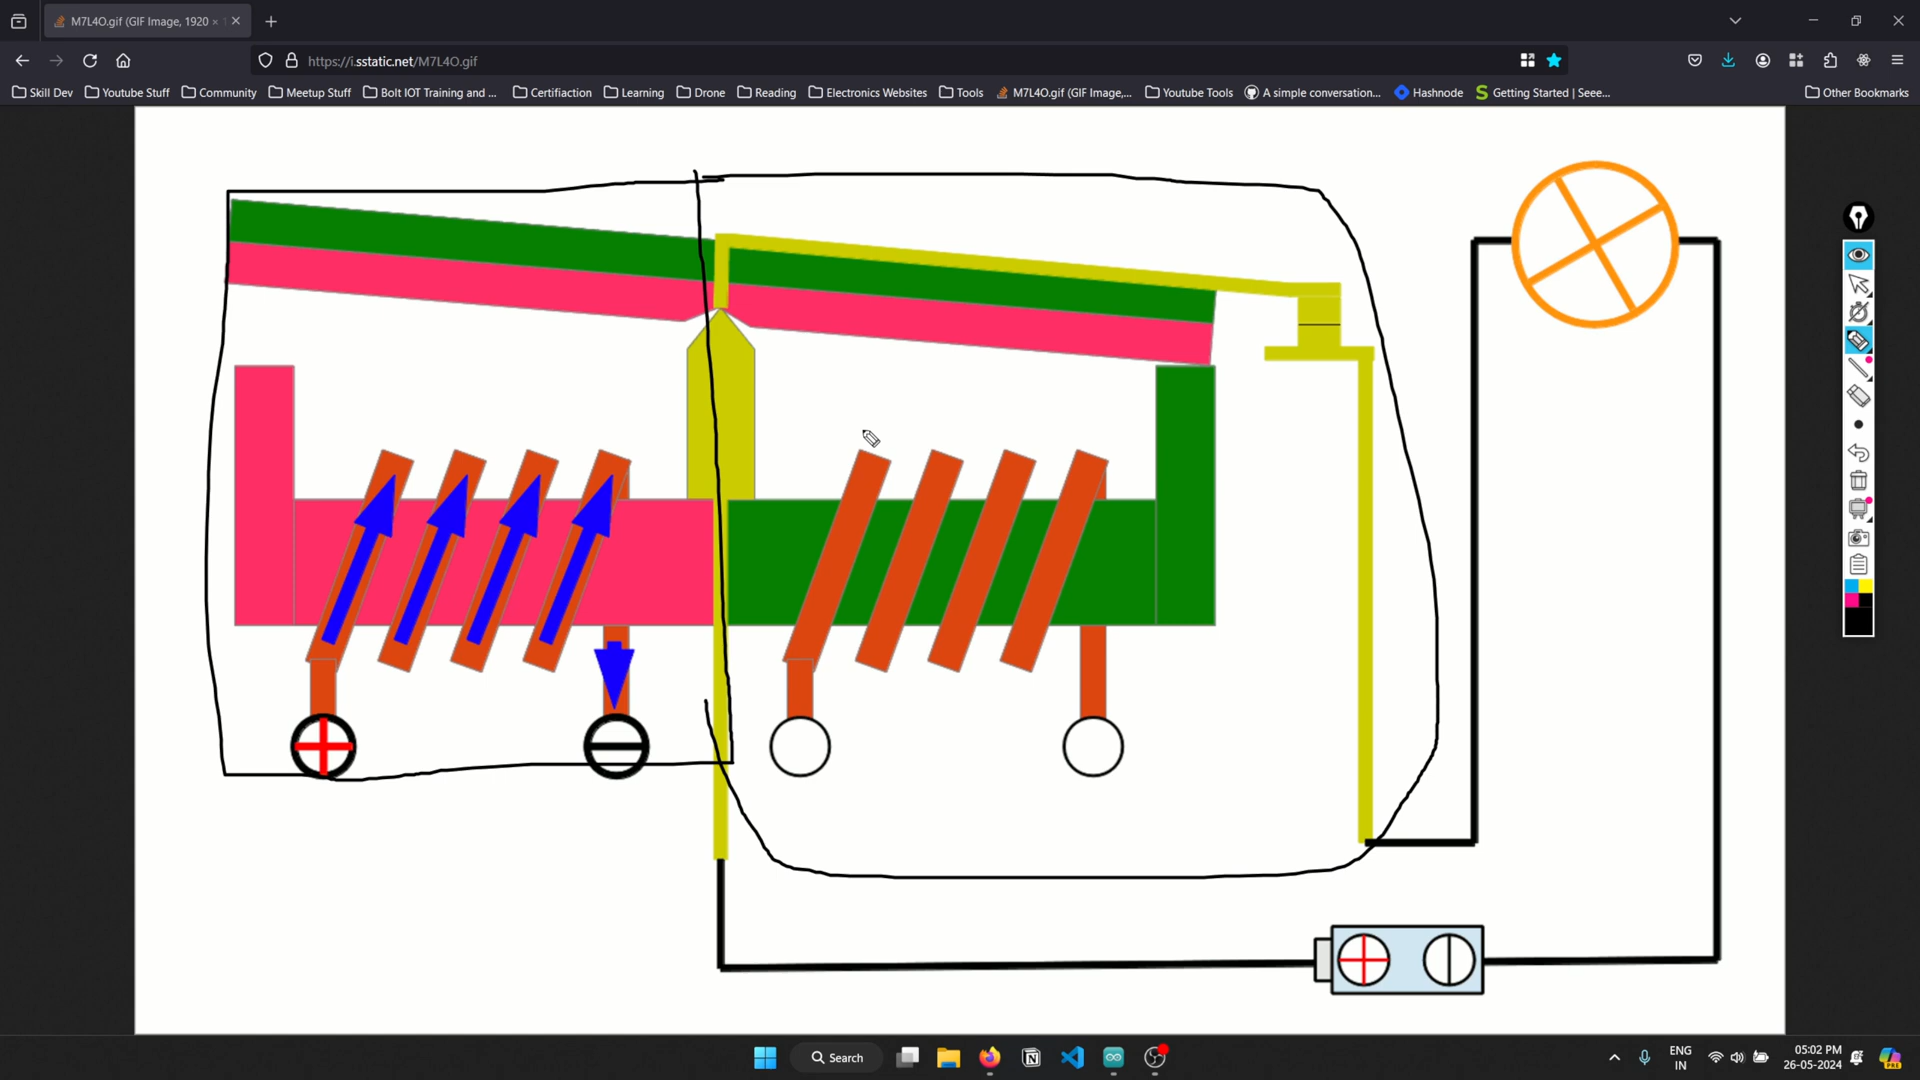 M7L4O.gif (GIF Image, 1920 ×
https://i.sstatic.net/M7L4O.gif
Skill Dev
Youtube Stuff
Community
Meetup Stuff
Bolt IOT Training and ...
Certifiaction
Learning
Drone
Reading
Electronics Websites
Tools
M7L4O.gif (GIF Image,...
Youtube Tools
A simple conversation...
Hashnode
Getting Started | Seee...
Other Bookmarks
Search
ENG
IN
05:02 PM
26-05-2024
PRE